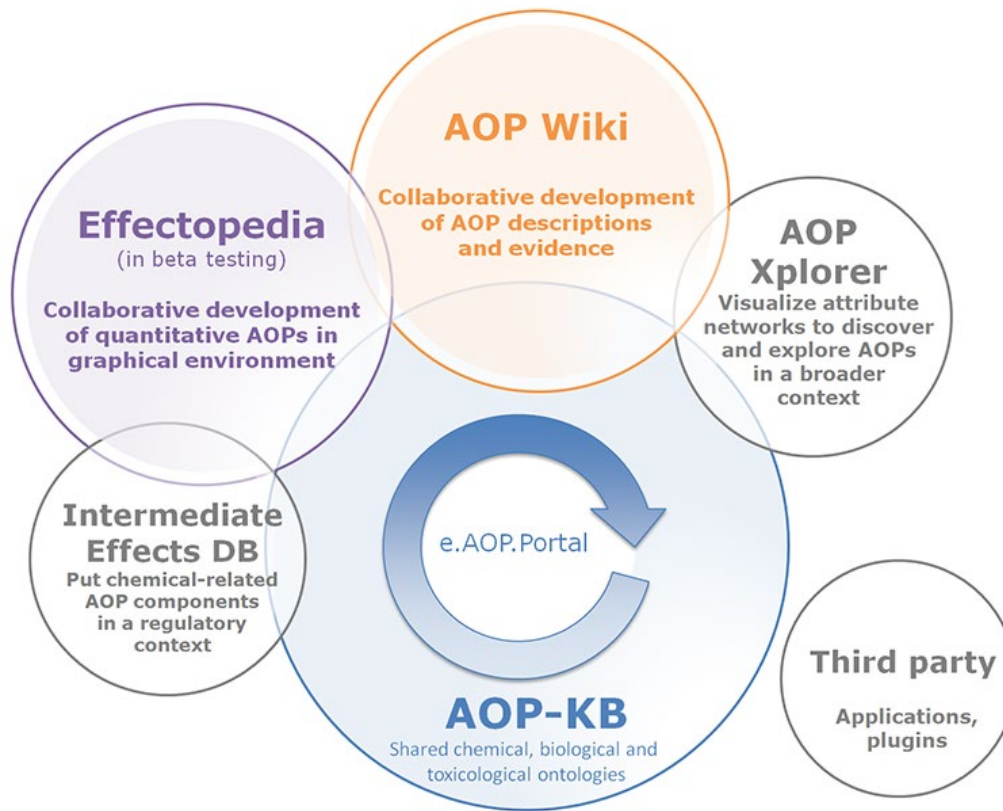 AOP Wiki
Collaborative development
of AOP descriptions
and evidence
Effectopedia
(in beta testing)
Collaborative development
of quantitative AOPs in
graphical environment
AOP
Xplorer
Visualize attribute
networks to discover
and explore AOPs
in a broader
context
Intermediate
Effects DB
Put chemical-related
AOP components
in a regulatory
context
e.AOP.Portal
AOP-KB
Shared chemical, biological and
toxicological ontologies
Third party
Applications,
plugins